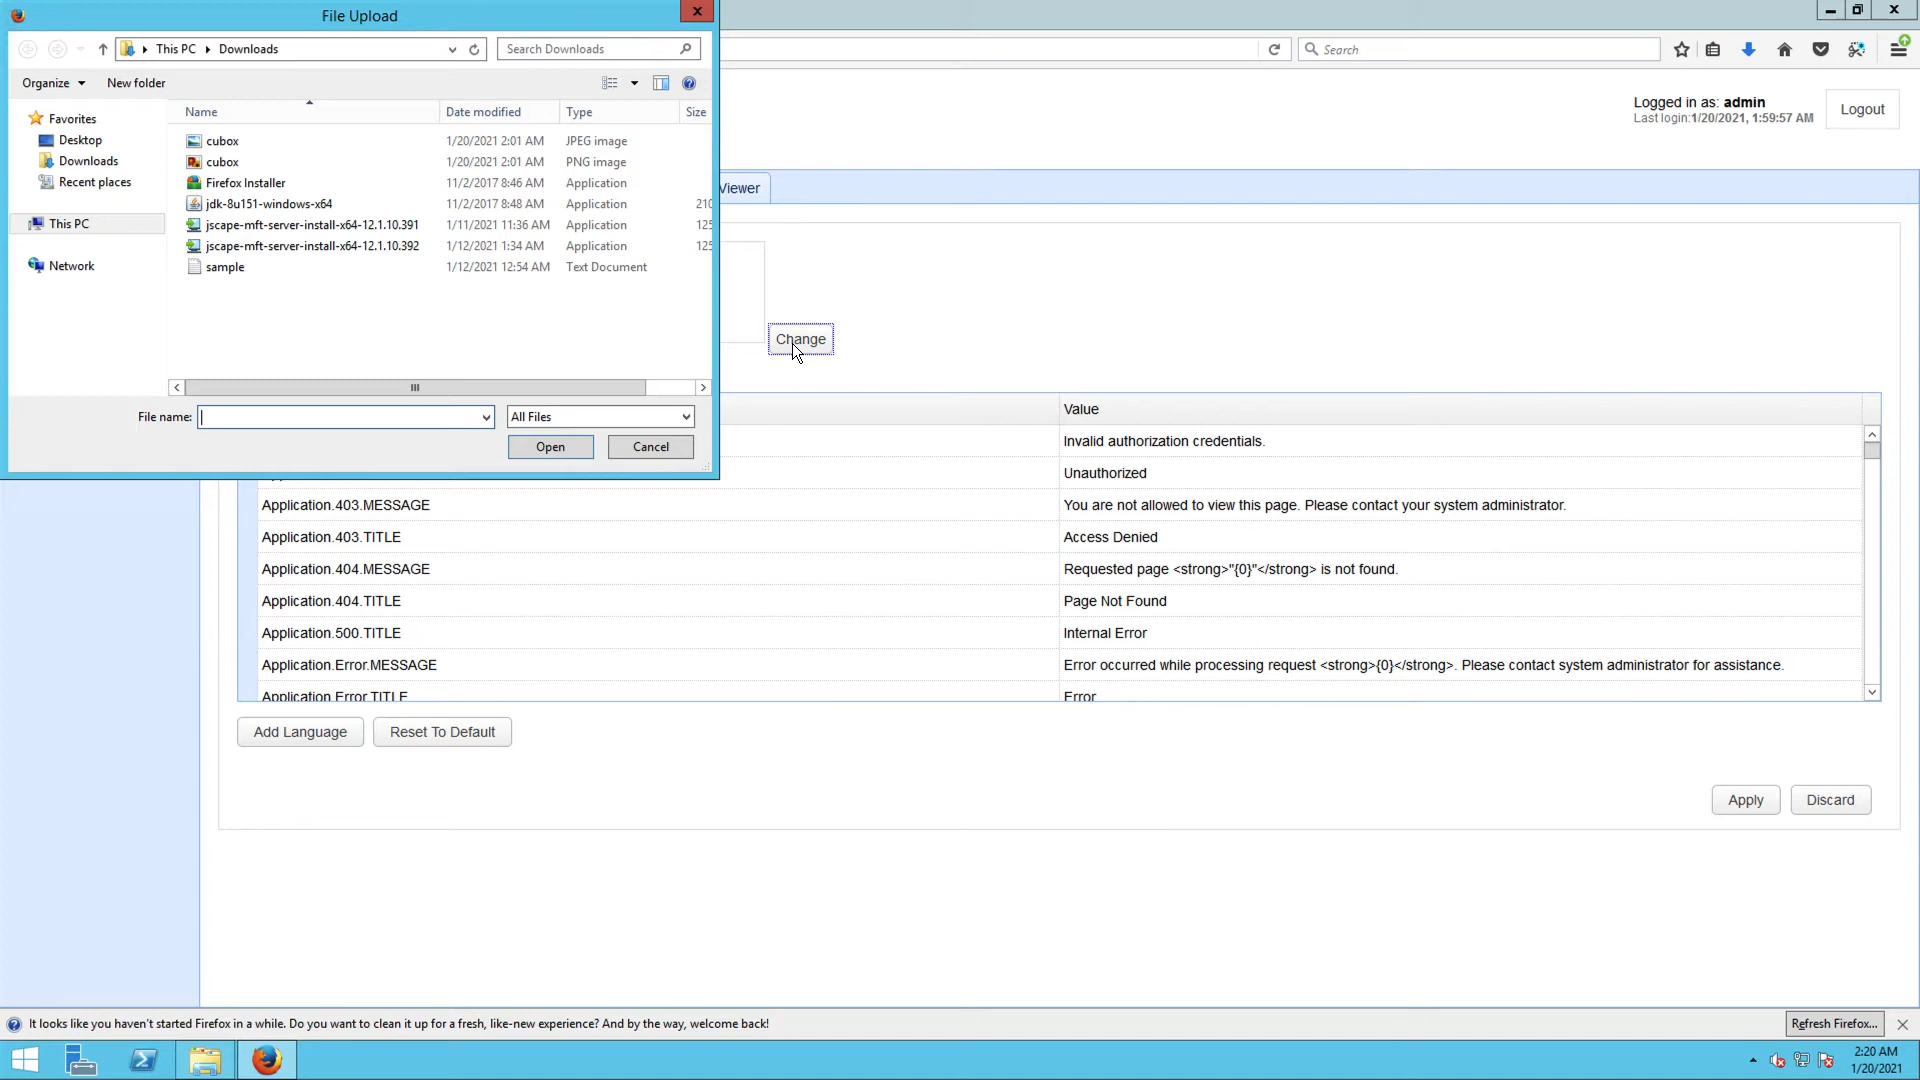 File Upload
This PC
Downloads
Search Downloads
Search
Organize
New folder
Logged in as: admin
Last login:1/20/2021, 1:59:57 AM
Logout
Favorites
Desktop
Downloads
Recent places
This PC
Network
Name Date modified Type Size
cubox 1/20/2021 2:01 AM JPEG image
cubox 1/20/2021 2:01 AM PNG image
Firefox Installer 11/2/2017 8:46 AM Application
jdk-8u151-windows-x64 11/2/2017 8:48 AM Application 210
jscape-mft-server-install-x64-12.1.10.391 1/11/2021 11:36 AM Application 125
jscape-mft-server-install-x64-12.1.10.392 1/12/2021 1:34 AM Application 125
sample 1/12/2021 12:54 AM Text Document
File name:
All Files
Open
Cancel
Viewer
Change
Value
Invalid authorization credentials.
Unauthorized
Application.403.MESSAGE You are not allowed to view this page. Please contact your system administrator.
Application.403.TITLE Access Denied
Application.404.MESSAGE Requested page <strong>"{0}"</strong> is not found.
Application.404.TITLE Page Not Found
Application.500.TITLE Internal Error
Application.Error.MESSAGE Error occurred while processing request <strong>{0}</strong>. Please contact system administrator for assistance.
Application.Error.TITLE Error
Add Language
Reset To Default
Apply
Discard
It looks like you haven't started Firefox in a while. Do you want to clean it up for a fresh, like-new experience? And by the way, welcome back!
Refresh Firefox...
2:20 AM
1/20/2021